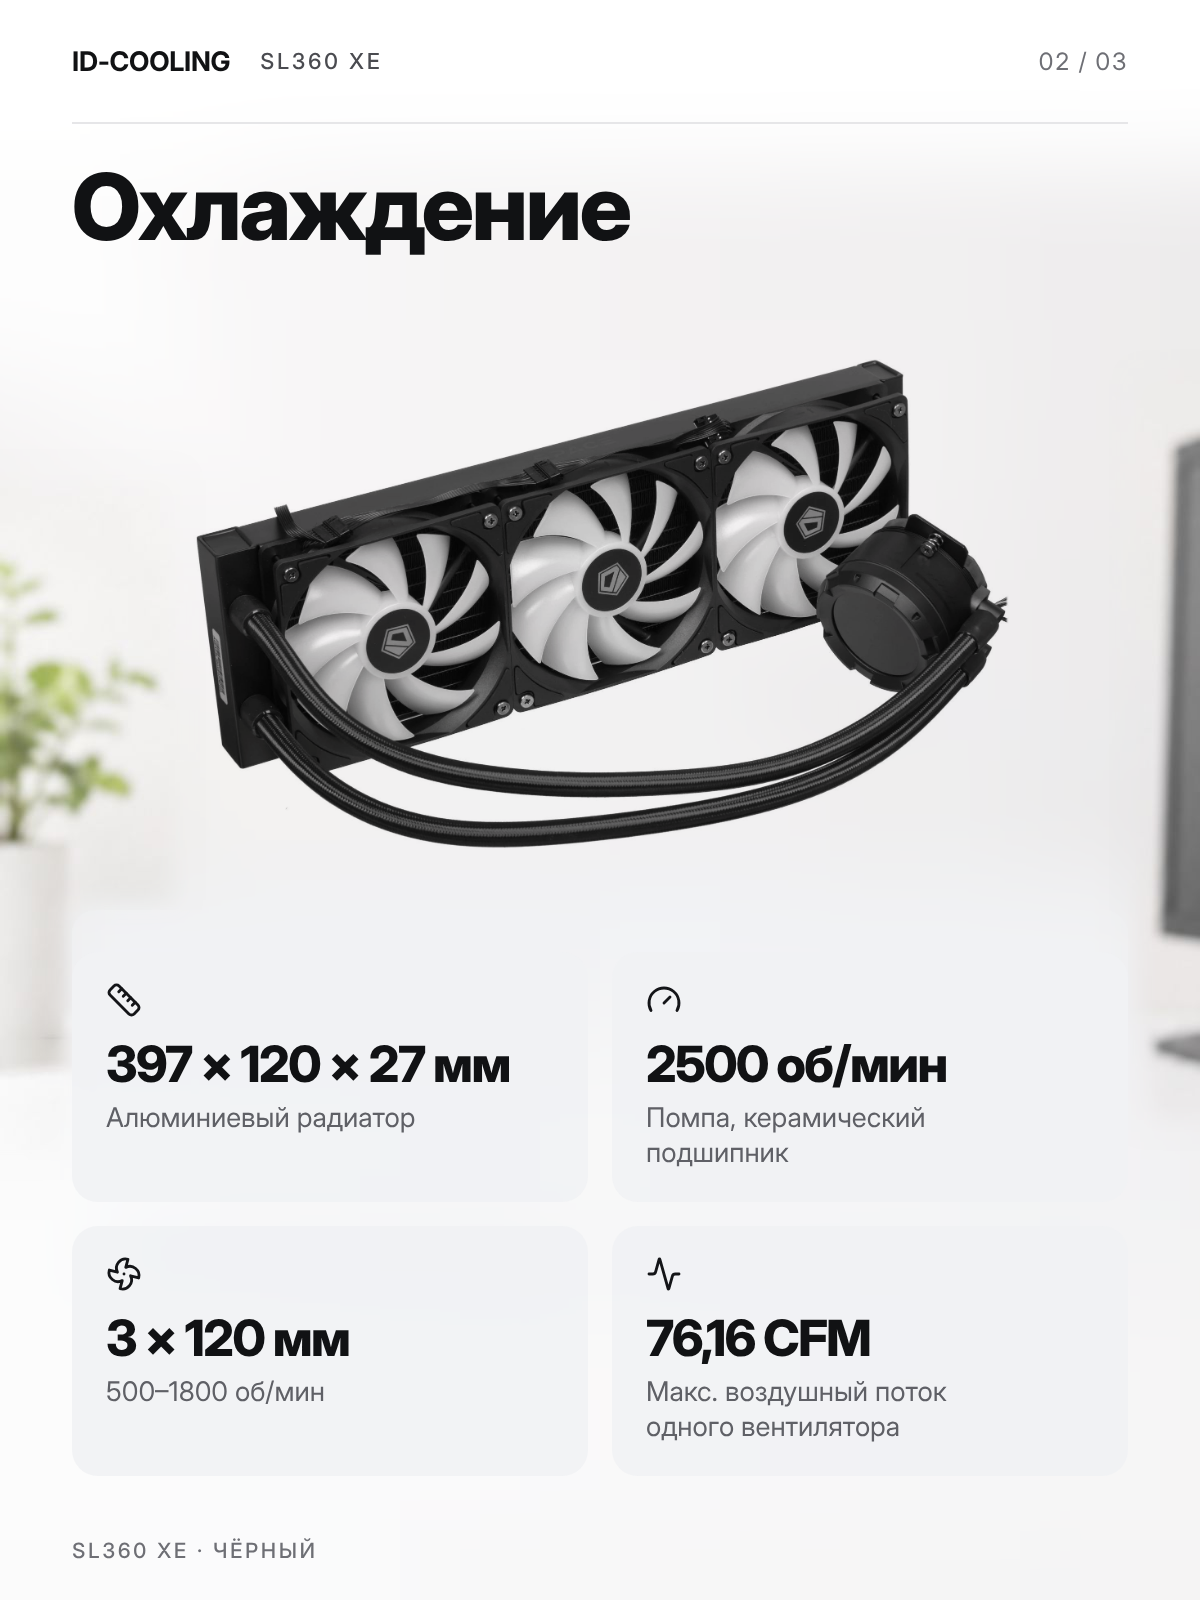 ID-COOLING SL360 XE 02 / 03
Охлаждение
397 × 120 × 27 мм
Алюминиевый радиатор
2500 об/мин
Помпа, керамический
подшипник
3 × 120 мм
500–1800 об/мин
76,16 CFM
Макс. воздушный поток
одного вентилятора
SL360 XE · ЧЁРНЫЙ